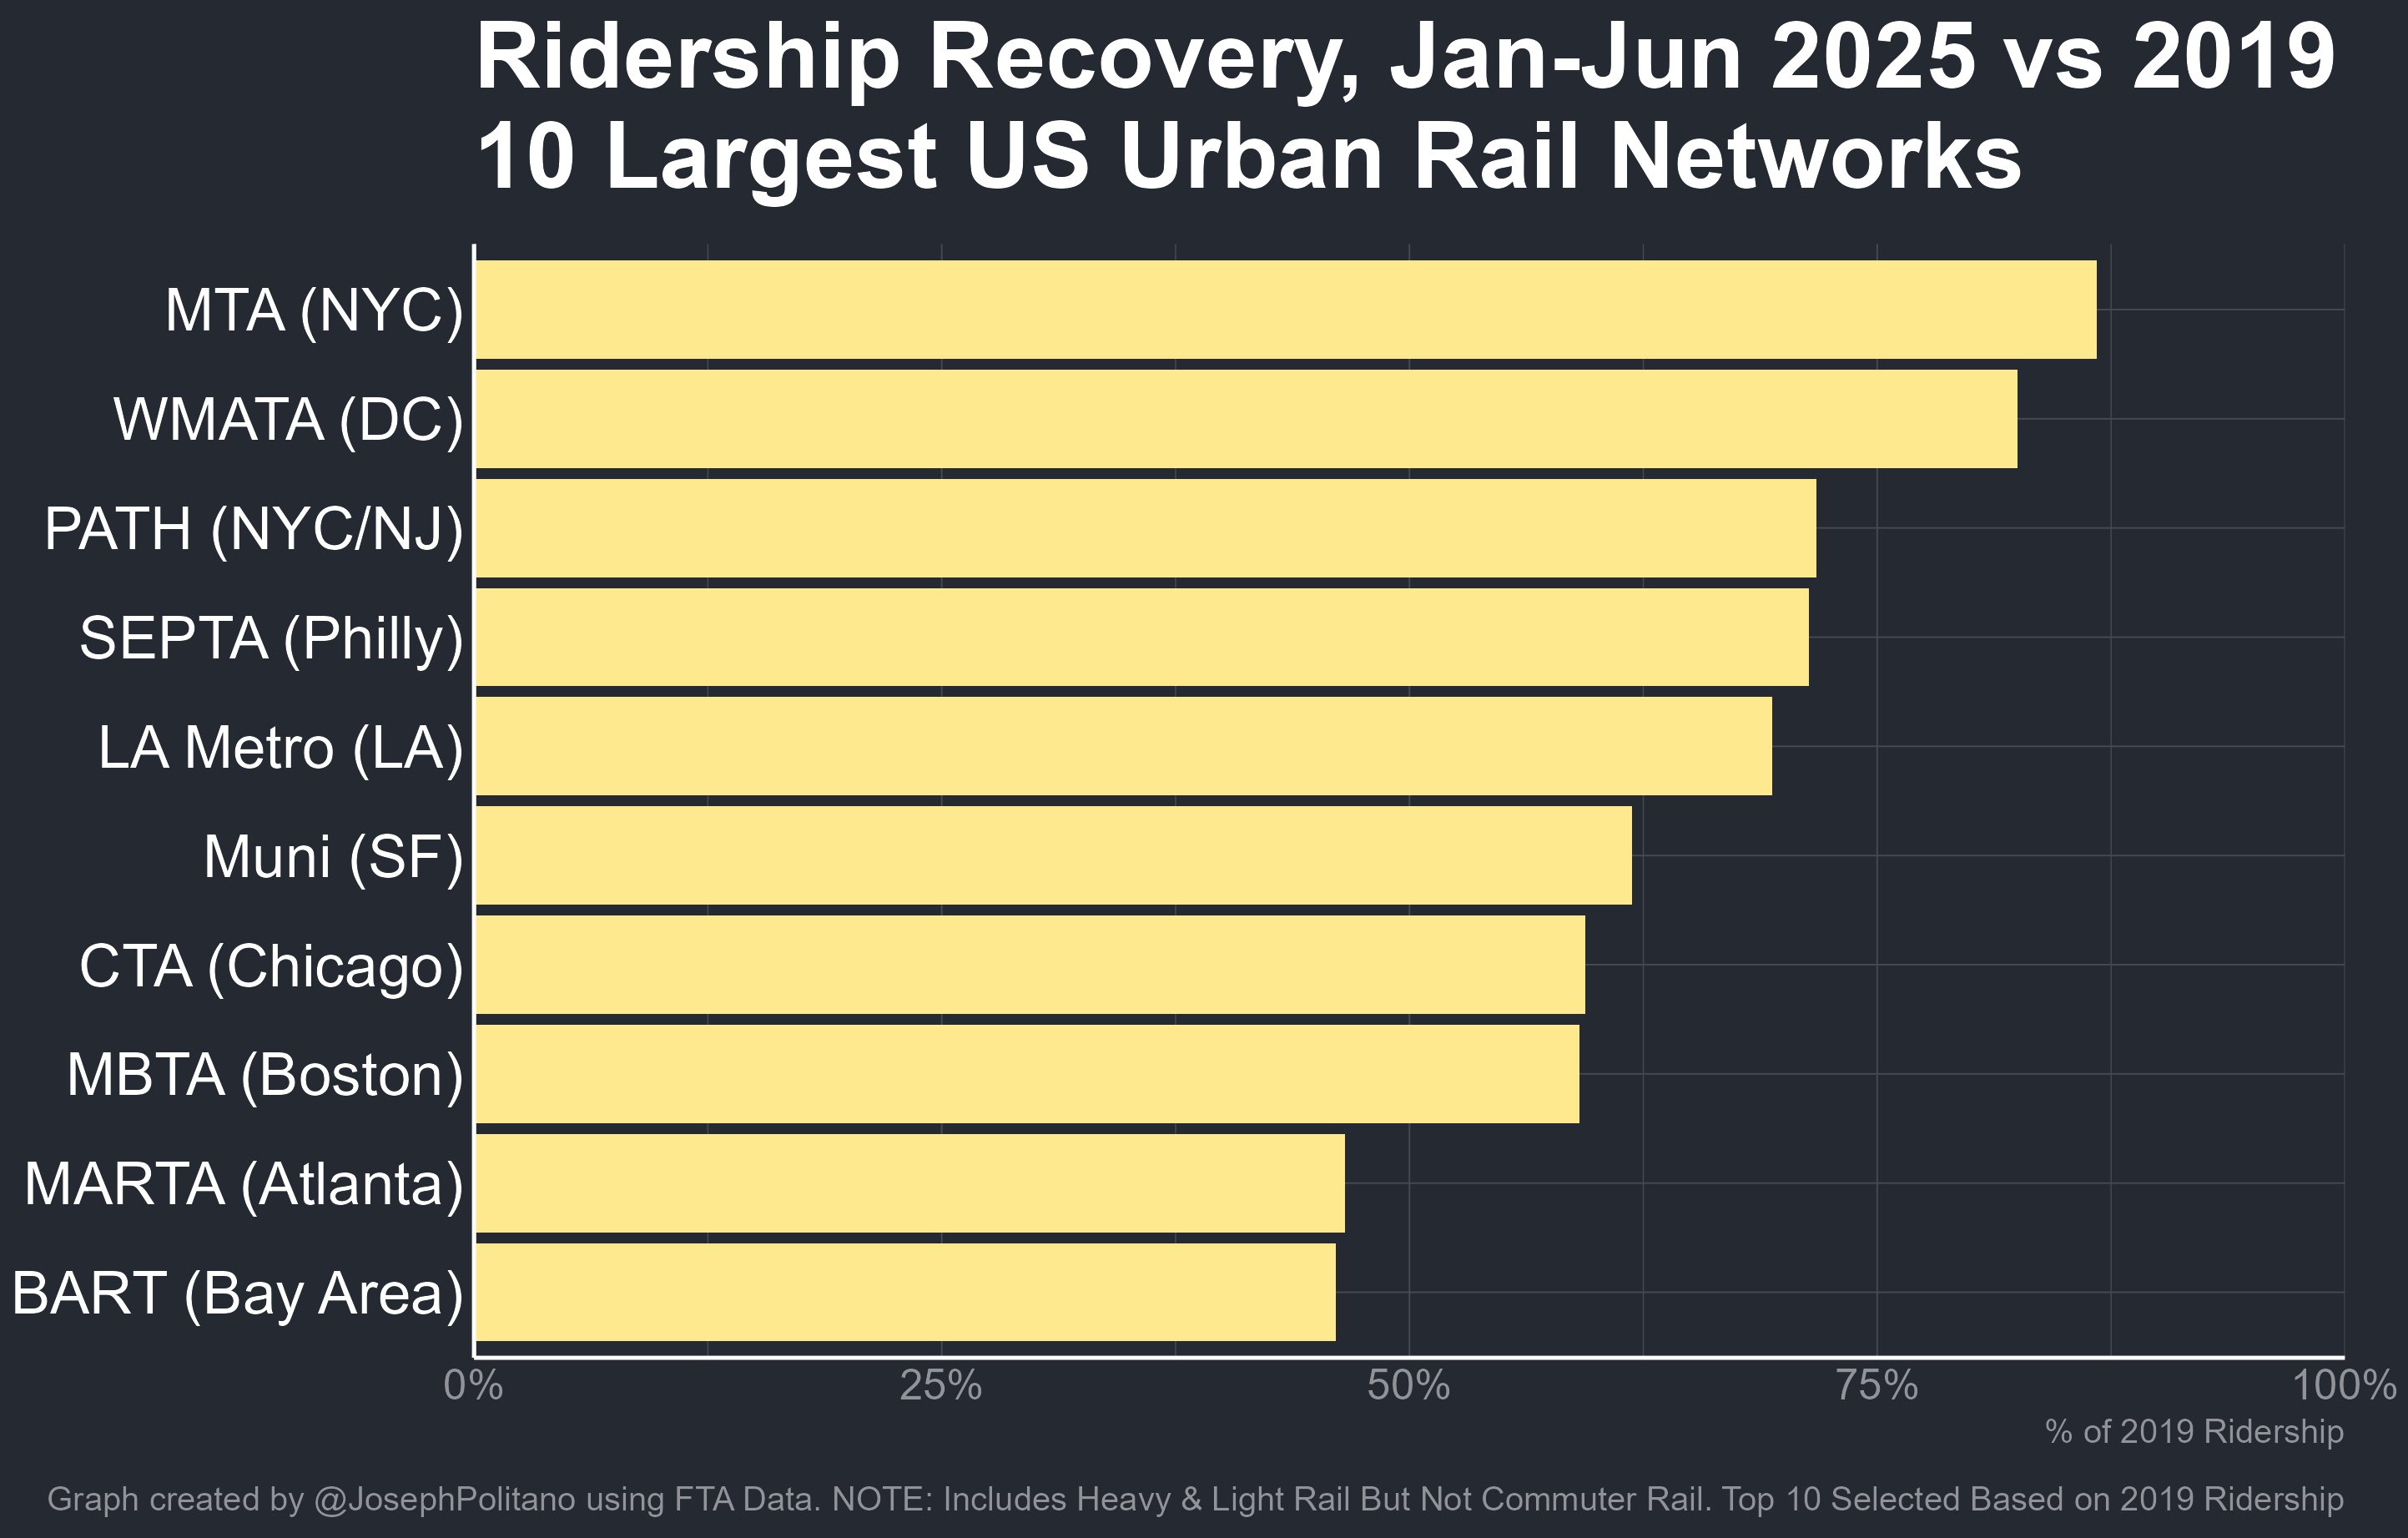 Ridership Recovery, Jan-Jun 2025 vs 2019
10 Largest US Urban Rail Networks
MTA (NYC)
WMATA (DC)
PATH (NYC/NJ)
SEPTA (Philly)
LA Metro (LA)
Muni (SF)
CTA (Chicago)
MBTA (Boston)
MARTA (Atlanta)
BART (Bay Area)
0% 25% 50% 75% 100%
% of 2019 Ridership
Graph created by @JosephPolitano using FTA Data. NOTE: Includes Heavy & Light Rail But Not Commuter Rail. Top 10 Selected Based on 2019 Ridership